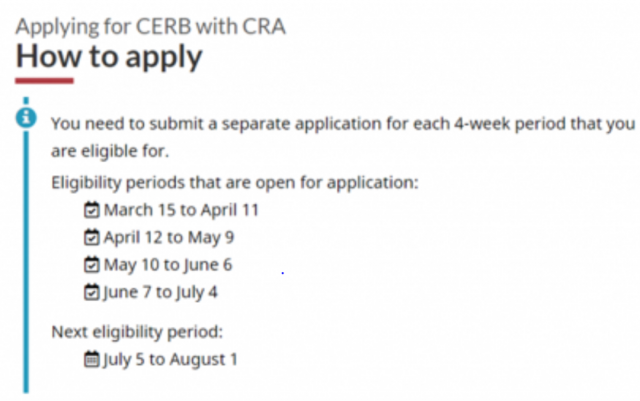 Applying for CERB with CRA
How to apply
You need to submit a separate application for each 4-week period that you
are eligible for.
Eligibility periods that are open for application:
March 15 to April 11
April 12 to May 9
May 10 to June 6
June 7 to July 4
Next eligibility period:
July 5 to August 1